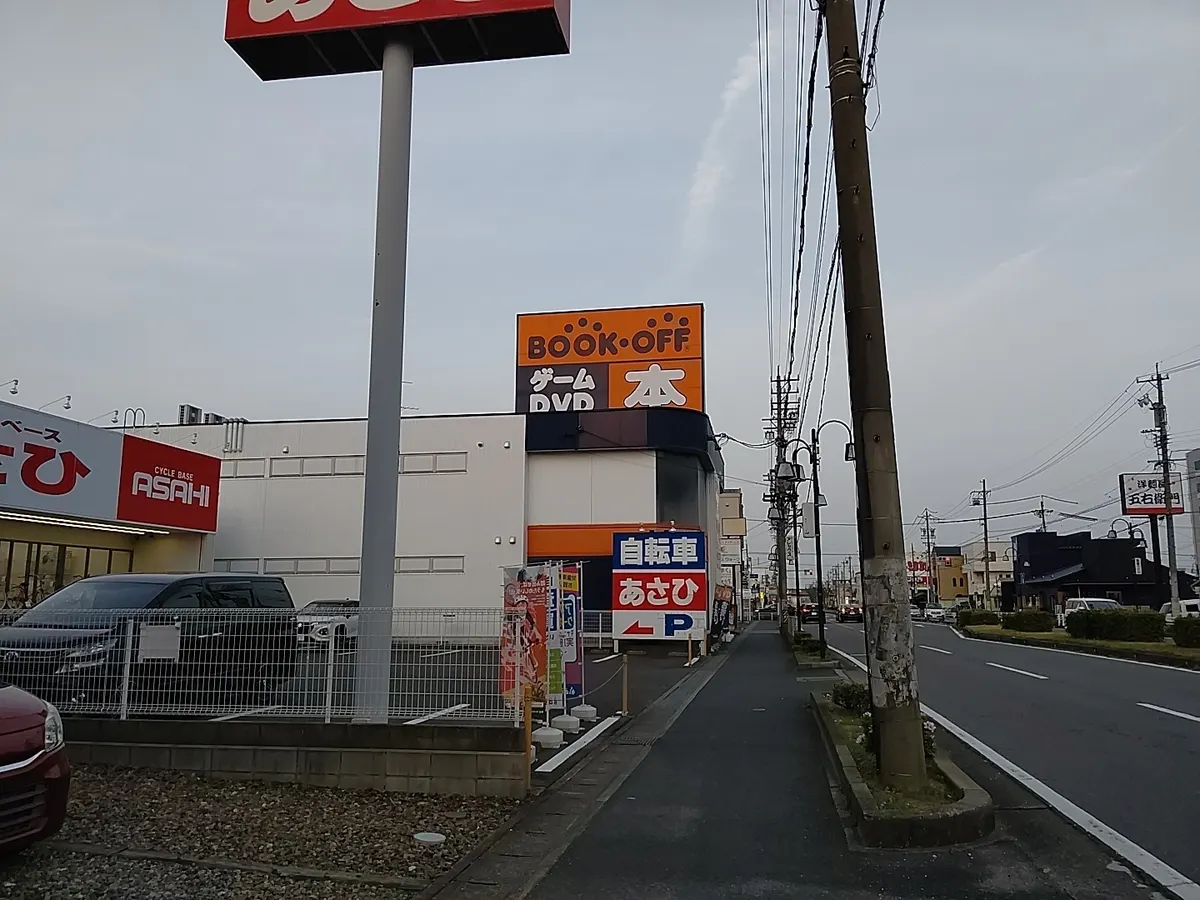 BOOK・OFF
ゲーム
DVD
本
ベース
さひ
CYCLE BASE
ASAHI
自転車
あさひ
P
洋麺屋
五右衛門